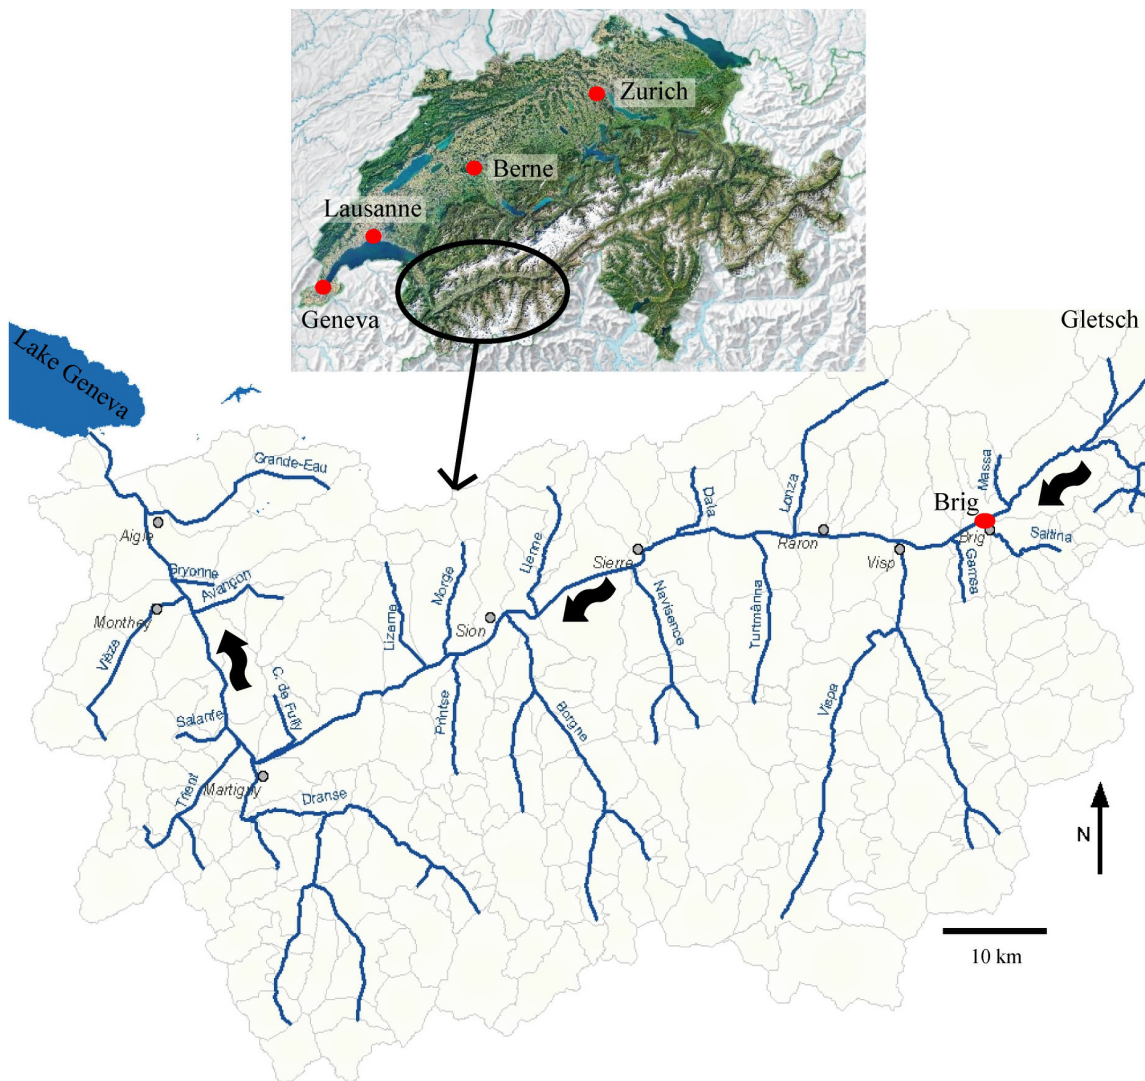 Zurich
Berne
Lausanne
Geneva
Gletsch
Lake Geneva
Grande-Eau
Aigle
Gryonne
Avançon
Monthey
Vièze
Salanfe
C. de Fully
Trient
Martigny
Dranse
Lizerne
Morge
Printse
Sion
Lienne
Borgne
Sierre
Navisence
Dala
Turtmänna
Lonza
Raron
Visp
Vispa
Massa
Brig
Brig
Gamsa
Saltina
N
10 km